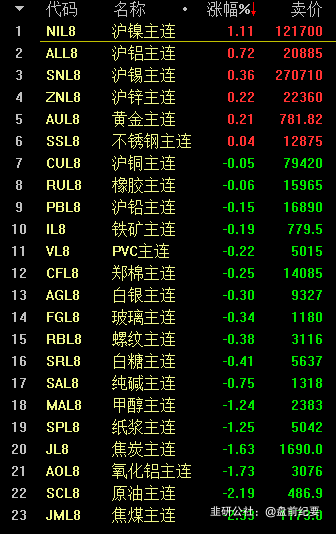 代码 名称 • 涨幅%↓ 卖价
1 NIL8 沪镍主连 1.11 121700
2 ALL8 沪铝主连 0.72 20885
3 SNL8 沪锡主连 0.36 270710
4 ZNL8 沪锌主连 0.22 22360
5 AUL8 黄金主连 0.21 781.82
6 SSL8 不锈钢主连 0.04 12875
7 CUL8 沪铜主连 -0.05 79420
8 RUL8 橡胶主连 -0.06 15965
9 PBL8 沪铅主连 -0.15 16890
10 IL8 铁矿主连 -0.19 779.5
11 VL8 PVC主连 -0.22 5015
12 CFL8 郑棉主连 -0.25 14085
13 AGL8 白银主连 -0.30 9327
14 FGL8 玻璃主连 -0.34 1180
15 RBL8 螺纹主连 -0.38 3116
16 SRL8 白糖主连 -0.41 5637
17 SAL8 纯碱主连 -0.75 1318
18 MAL8 甲醇主连 -1.24 2383
19 SPL8 纸浆主连 -1.25 5042
20 JL8 焦炭主连 -1.63 1690.0
21 AOL8 氧化铝主连 -1.73 3076
22 SCL8 原油主连 -2.19 486.9
23 JML8 焦煤主连
韭研公社：@盘前纪要